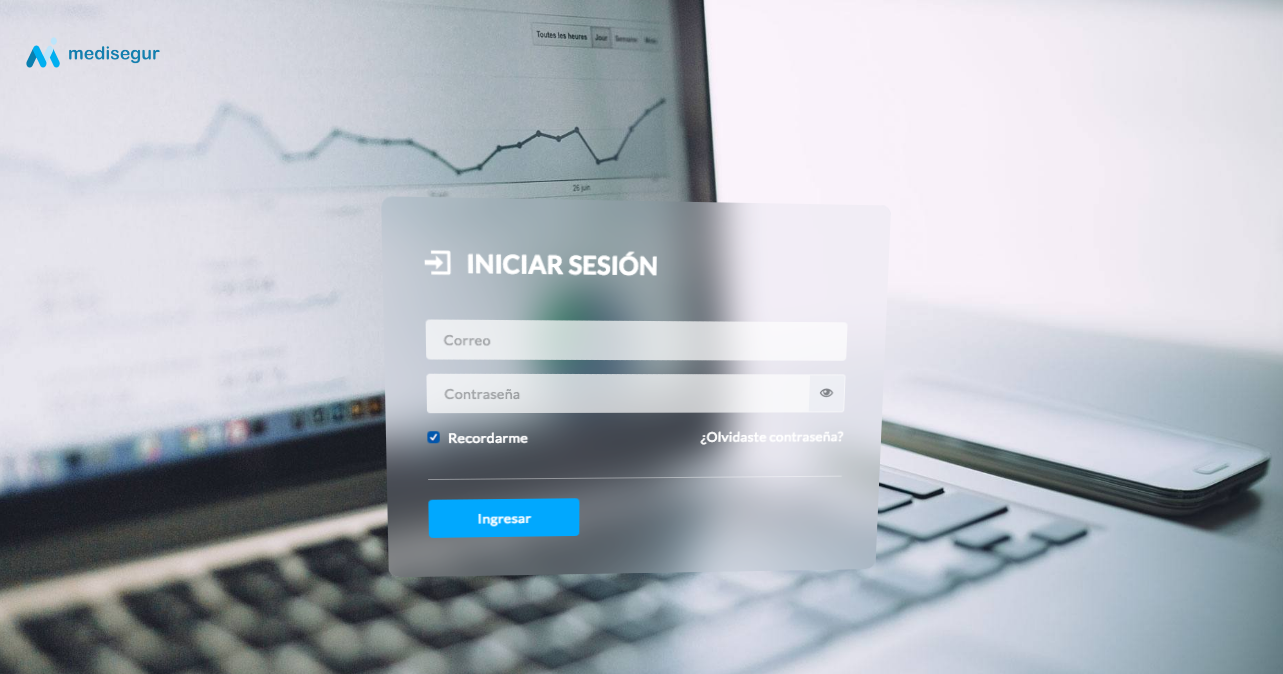 medisegur
Toutes les heures Jour Semaine Mois
26 juin
INICIAR SESIÓN
Correo
Contraseña
Recordarme
¿Olvidaste contraseña?
Ingresar